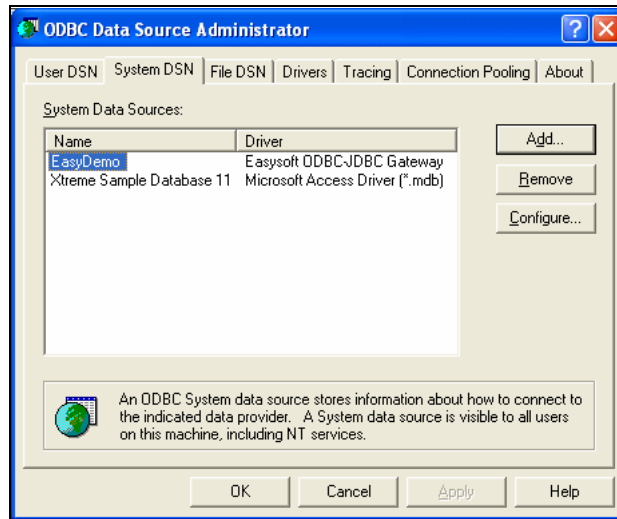 ODBC Data Source Administrator
User DSN System DSN File DSN Drivers Tracing Connection Pooling About
System Data Sources:
Name Driver
EasyDemo Easysoft ODBC-JDBC Gateway
Xtreme Sample Database 11 Microsoft Access Driver (*.mdb)
Add...
Remove
Configure...
An ODBC System data source stores information about how to connect to
the indicated data provider. A System data source is visible to all users
on this machine, including NT services.
OK Cancel Apply Help